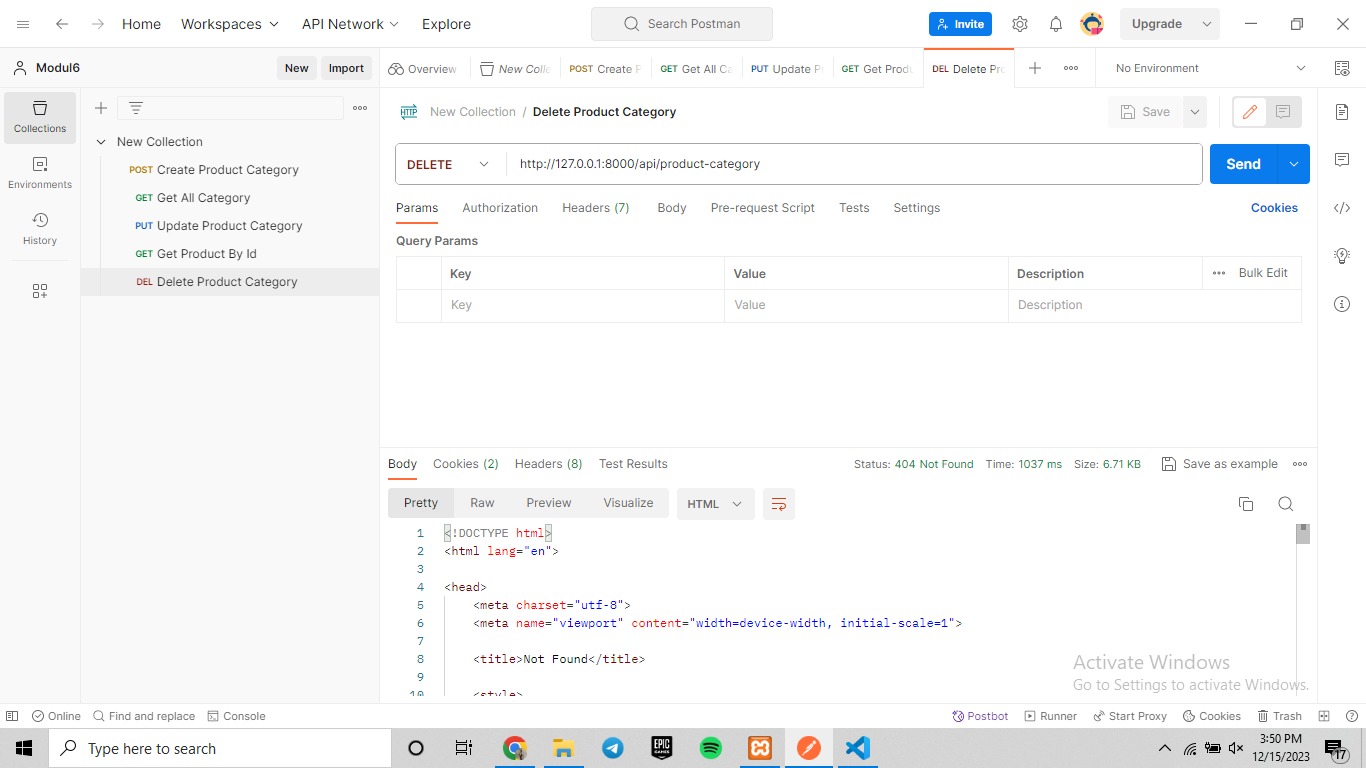 Home Workspaces API Network Explore Search Postman Invite Upgrade
Modul6 New Import Overview New Colle POST Create P GET Get All Ca PUT Update Pr GET Get Produ DEL Delete Pro No Environment
Collections
Environments
History
New Collection
POST Create Product Category
GET Get All Category
PUT Update Product Category
GET Get Product By Id
DEL Delete Product Category
HTTP New Collection / Delete Product Category Save
DELETE http://127.0.0.1:8000/api/product-category Send
Params Authorization Headers (7) Body Pre-request Script Tests Settings Cookies
Query Params
Key Value Description Bulk Edit
Key Value Description
Body Cookies (2) Headers (8) Test Results Status: 404 Not Found Time: 1037 ms Size: 6.71 KB Save as example
Pretty Raw Preview Visualize HTML
1 <!DOCTYPE html>
2 <html lang="en">
3
4 <head>
5 <meta charset="utf-8">
6 <meta name="viewport" content="width=device-width, initial-scale=1">
7
8 <title>Not Found</title>
9
10 <style>
Activate Windows
Go to Settings to activate Windows.
Online Find and replace Console Postbot Runner Start Proxy Cookies Trash
Type here to search EPIC GAMES 3:50 PM
12/15/2023 17